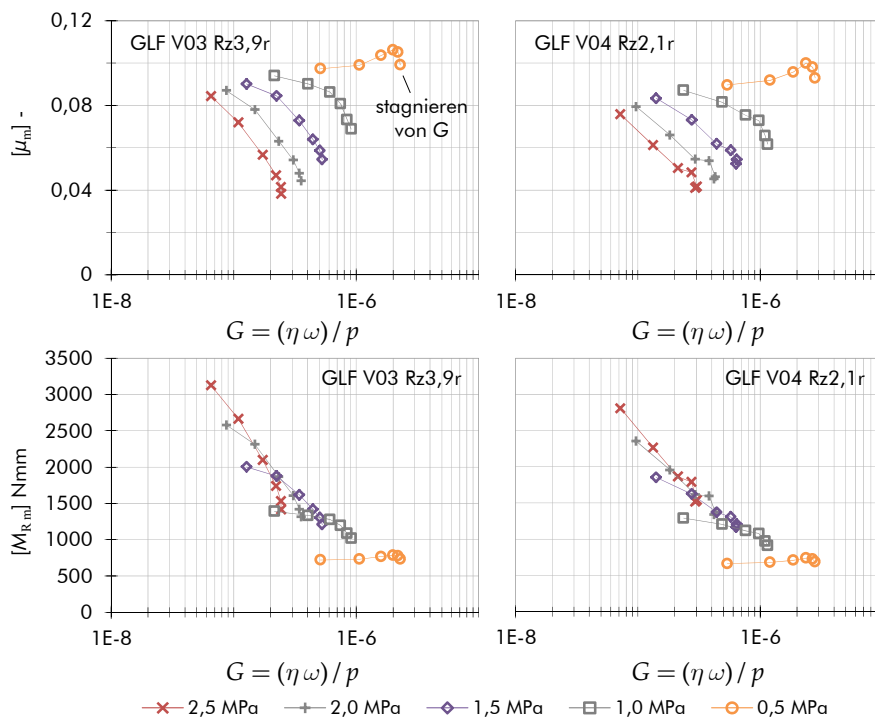 GLF V03 Rz3,9r
GLF V04 Rz2,1r
0,12
0,08
0,04
0
[μm] -
stagnieren
von G
1E-8
1E-6
1E-8
1E-6
G = (η ω) / p
G = (η ω) / p
3500
3000
2500
2000
1500
1000
500
0
[MR m] Nmm
GLF V03 Rz3,9r
GLF V04 Rz2,1r
1E-8
1E-6
1E-8
1E-6
G = (η ω) / p
G = (η ω) / p
2,5 MPa 2,0 MPa 1,5 MPa 1,0 MPa 0,5 MPa